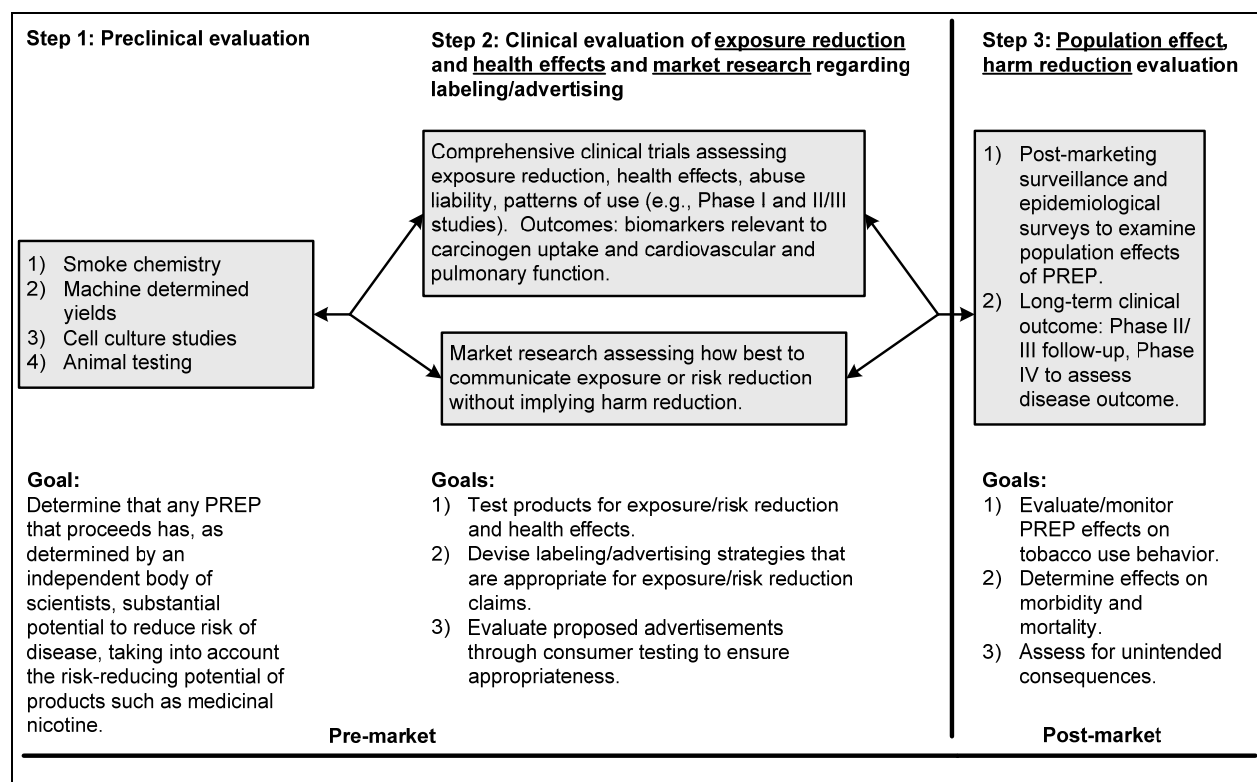 Step 1: Preclinical evaluation
Step 2: Clinical evaluation of exposure reduction
and health effects and market research regarding
labeling/advertising
Step 3: Population effect,
harm reduction evaluation
1) Smoke chemistry
2) Machine determined
yields
3) Cell culture studies
4) Animal testing
Comprehensive clinical trials assessing
exposure reduction, health effects, abuse
liability, patterns of use (e.g., Phase I and II/III
studies). Outcomes: biomarkers relevant to
carcinogen uptake and cardiovascular and
pulmonary function.
Market research assessing how best to
communicate exposure or risk reduction
without implying harm reduction.
1) Post-marketing
surveillance and
epidemiological
surveys to examine
population effects
of PREP.
2) Long-term clinical
outcome: Phase II/
III follow-up, Phase
IV to assess
disease outcome.
Goal:
Determine that any PREP
that proceeds has, as
determined by an
independent body of
scientists, substantial
potential to reduce risk of
disease, taking into account
the risk-reducing potential of
products such as medicinal
nicotine.
Goals:
1) Test products for exposure/risk reduction
and health effects.
2) Devise labeling/advertising strategies that
are appropriate for exposure/risk reduction
claims.
3) Evaluate proposed advertisements
through consumer testing to ensure
appropriateness.
Goals:
1) Evaluate/monitor
PREP effects on
tobacco use behavior.
2) Determine effects on
morbidity and
mortality.
3) Assess for unintended
consequences.
Pre-market
Post-market